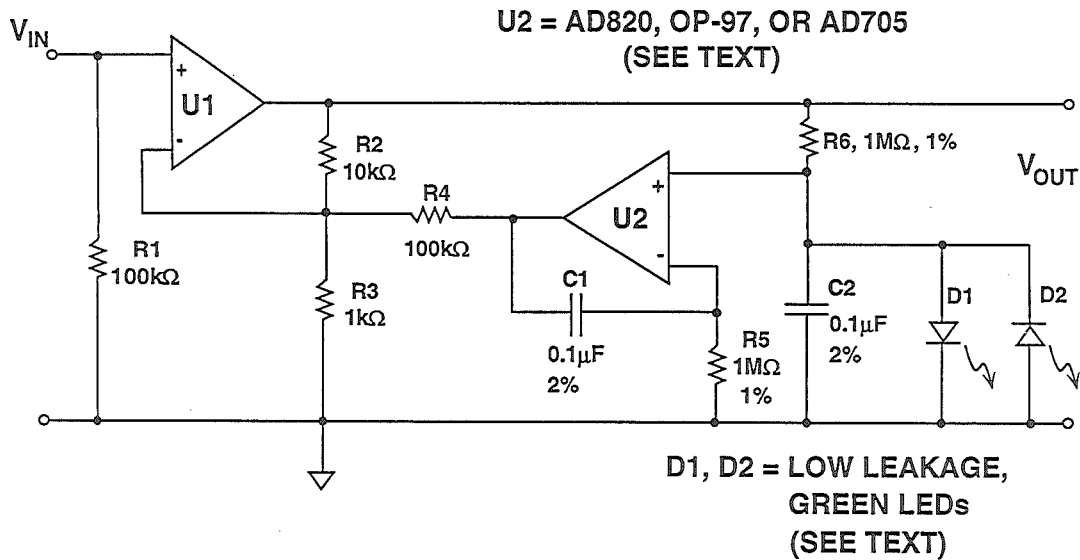 U2 = AD820, OP-97, OR AD705
(SEE TEXT)
VIN
+
U1
-
R2
10kΩ
R6, 1MΩ, 1%
VOUT
R4
100kΩ
+
U2
-
R1
100kΩ
R3
1kΩ
C1
0.1μF
2%
R5
1MΩ
1%
C2
0.1μF
2%
D1
D2
D1, D2 = LOW LEAKAGE,
GREEN LEDs
(SEE TEXT)